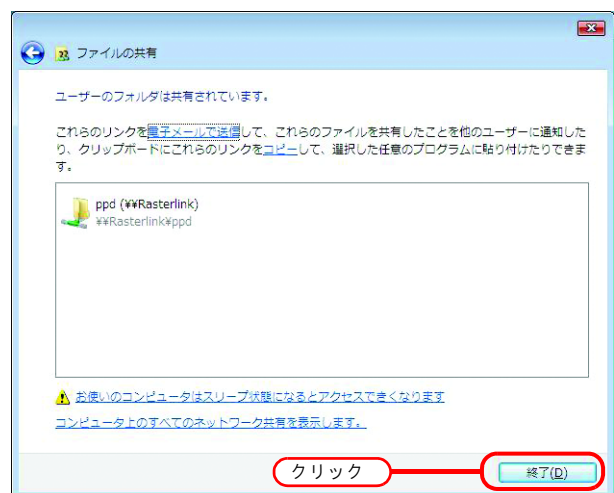 ファイルの共有
ユーザーのフォルダは共有されています。
これらのリンクを電子メールで送信して、これらのファイルを共有したことを他のユーザーに通知した
り、クリップボードにこれらのリンクをコピーして、選択した任意のプログラムに貼り付けたりできま
す。
ppd (¥¥Rasterlink)
¥¥Rasterlink¥ppd
お使いのコンピュータはスリープ状態になるとアクセスできくなります
コンピュータ上のすべてのネットワーク共有を表示します。
クリック
終了(D)